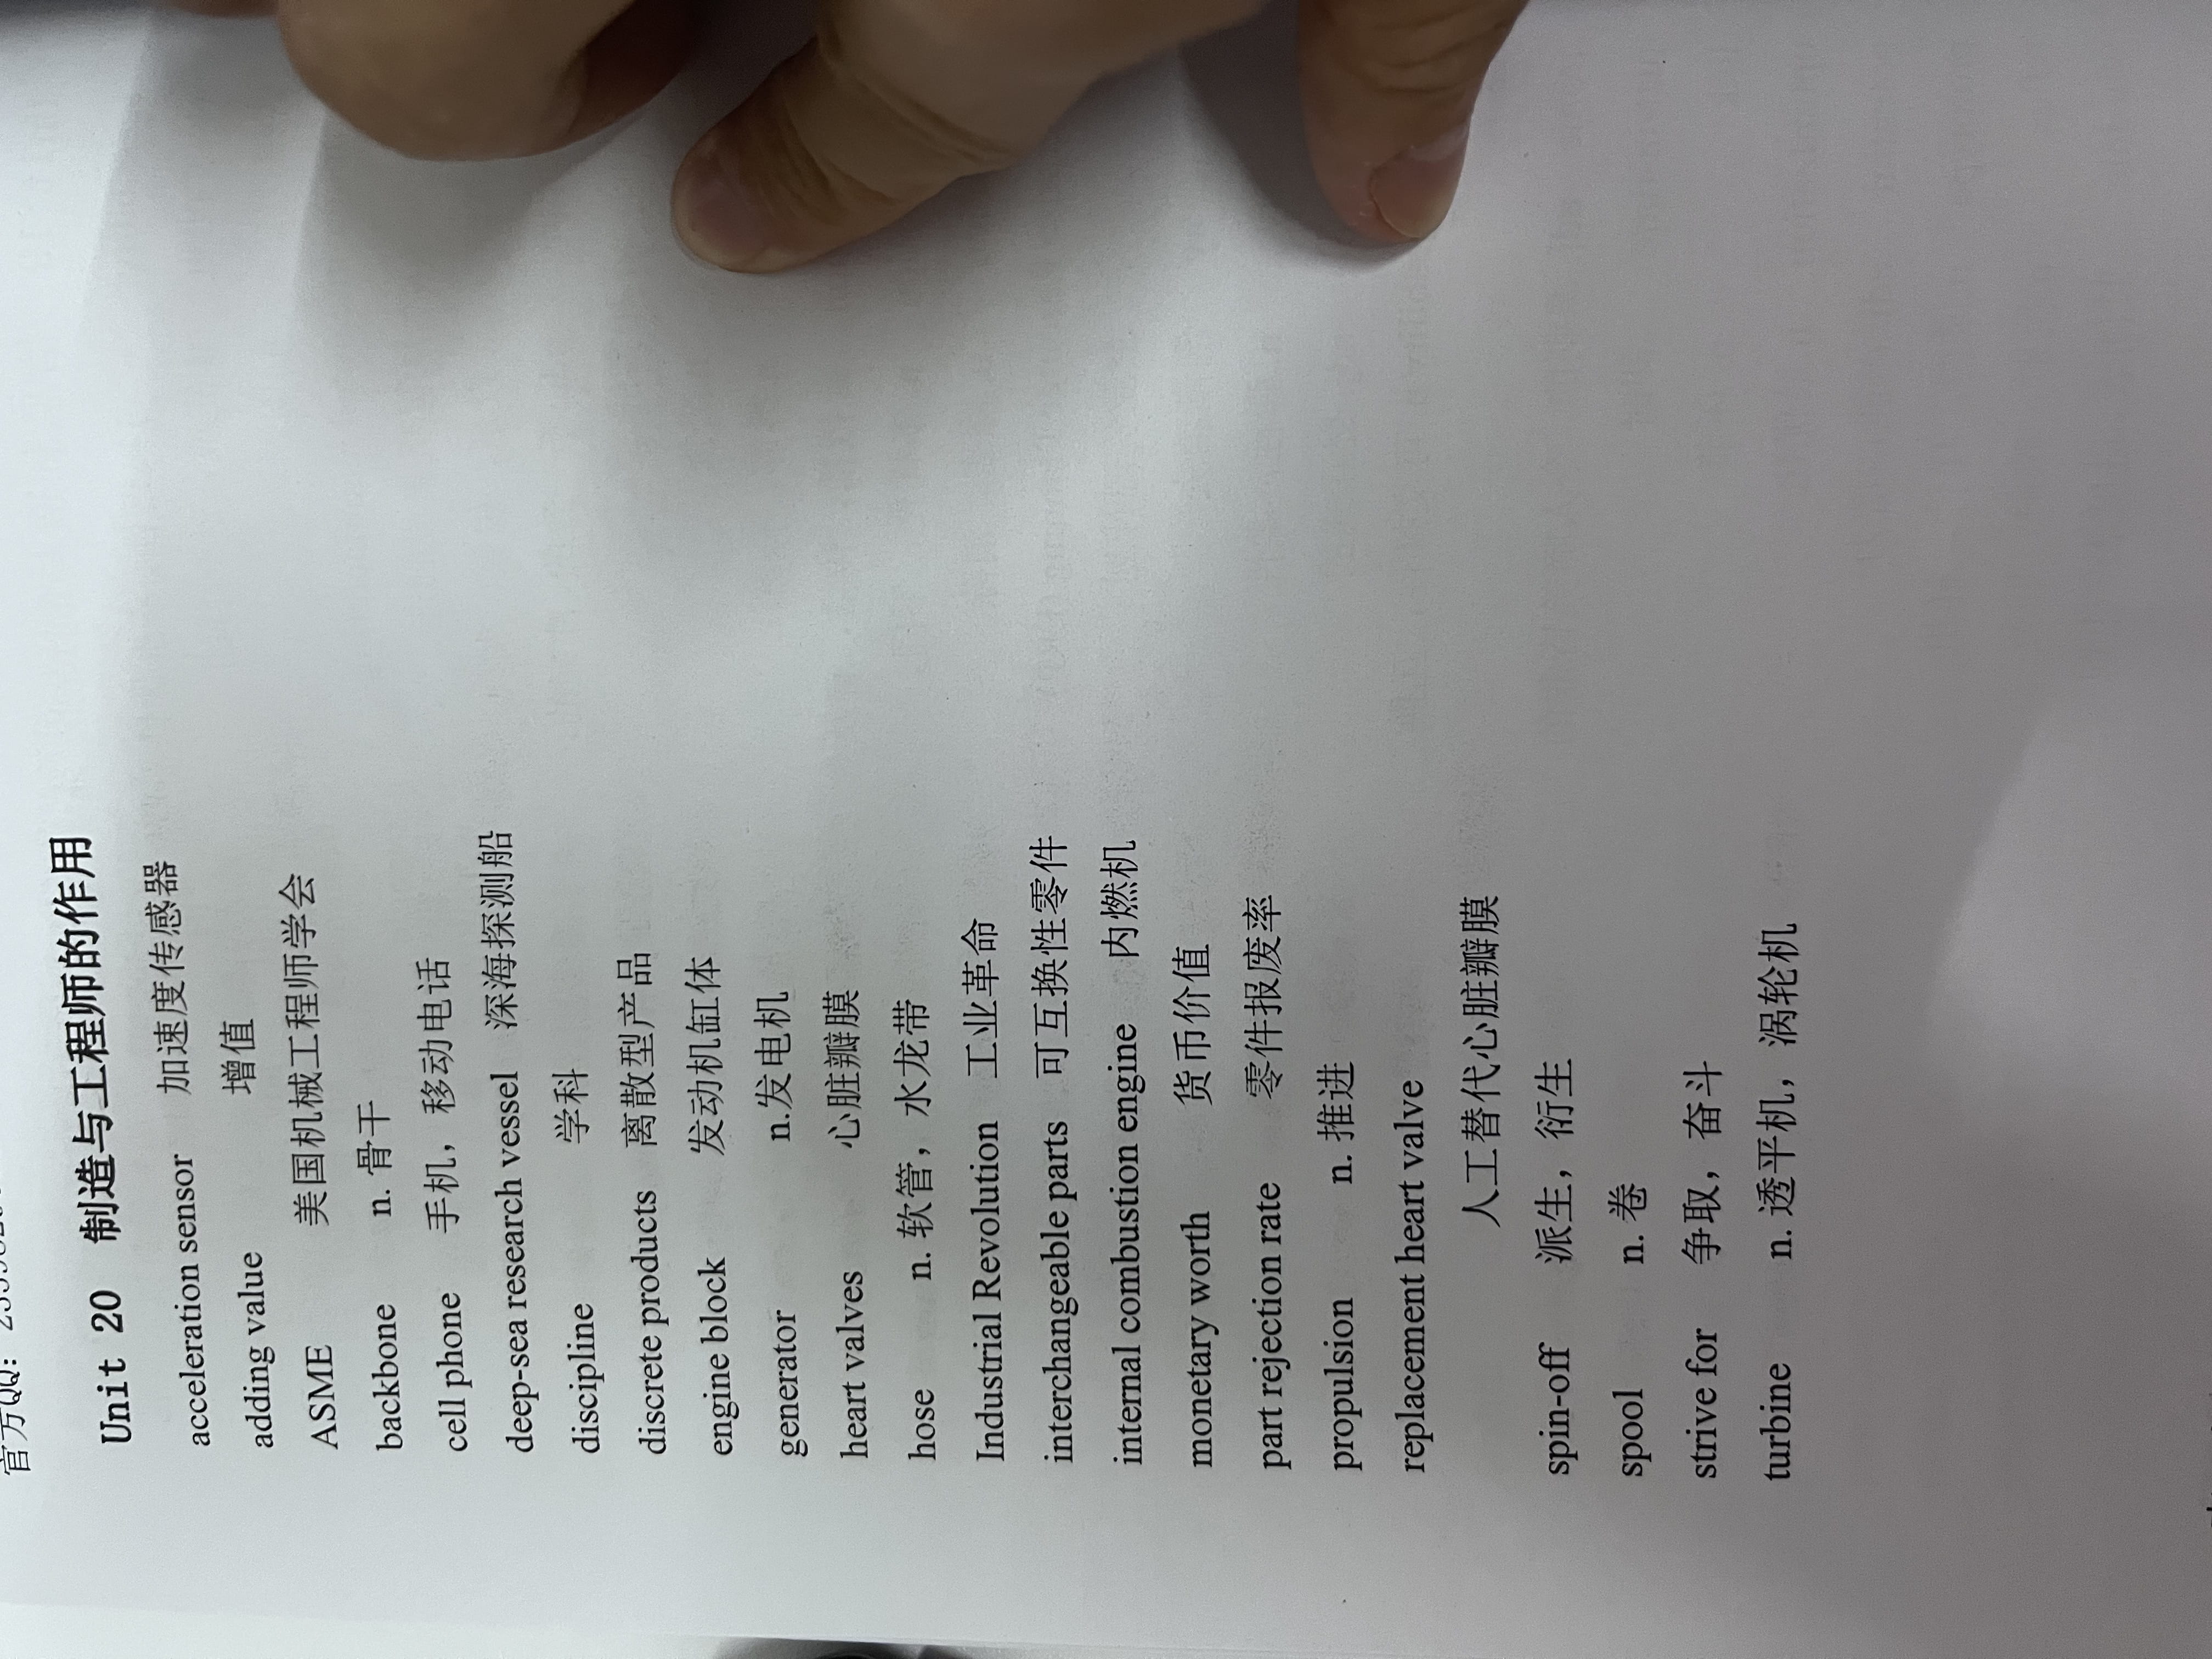 官方QQ：
Unit 20 制造与工程师的作用
acceleration sensor 加速度传感器
adding value 增值
ASME 美国机械工程师学会
backbone n. 骨干
cell phone 手机，移动电话
deep-sea research vessel 深海探测船
discipline 学科
discrete products 离散型产品
engine block 发动机缸体
generator n.发电机
heart valves 心脏瓣膜
hose n. 软管，水龙带
Industrial Revolution 工业革命
interchangeable parts 可互换性零件
internal combustion engine 内燃机
monetary worth 货币价值
part rejection rate 零件报废率
propulsion n. 推进
replacement heart valve
人工替代心脏瓣膜
spin-off 派生，衍生
spool n. 卷
strive for 争取，奋斗
turbine n. 透平机，涡轮机